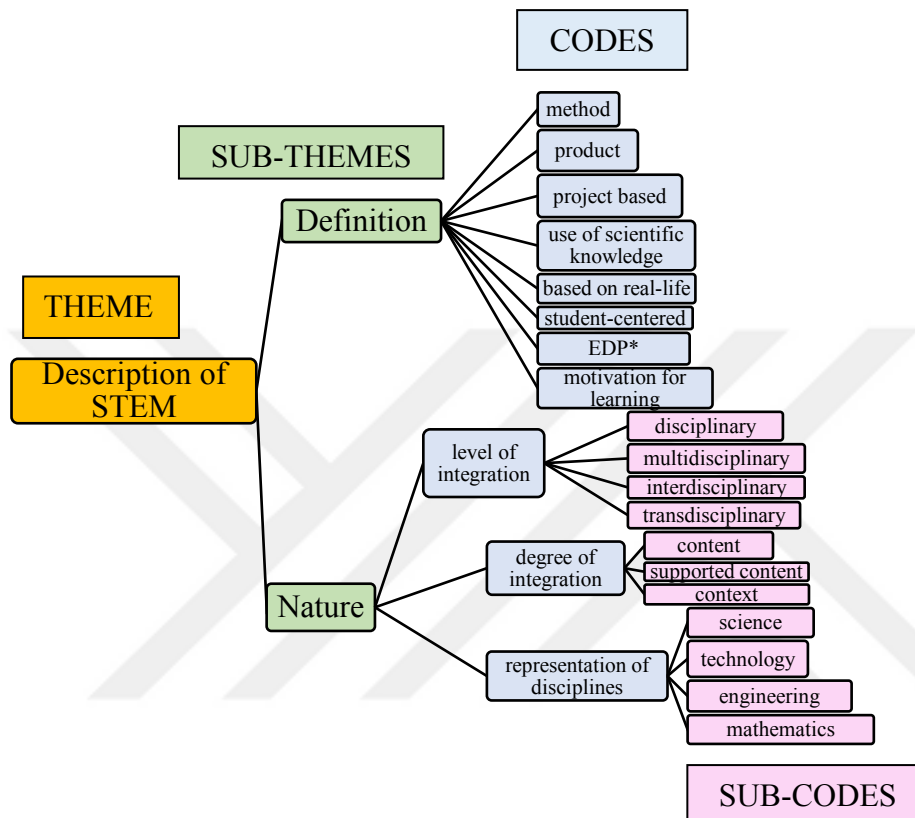 CODES
method
SUB-THEMES
product
project based
Definition
use of scientific
knowledge
based on real-life
THEME
student-centered
EDP*
Description of
STEM
motivation for
learning
disciplinary
level of
integration
multidisciplinary
interdisciplinary
transdisciplinary
degree of
integration
content
supported content
context
Nature
science
representation of
disciplines
technology
engineering
mathematics
SUB-CODES